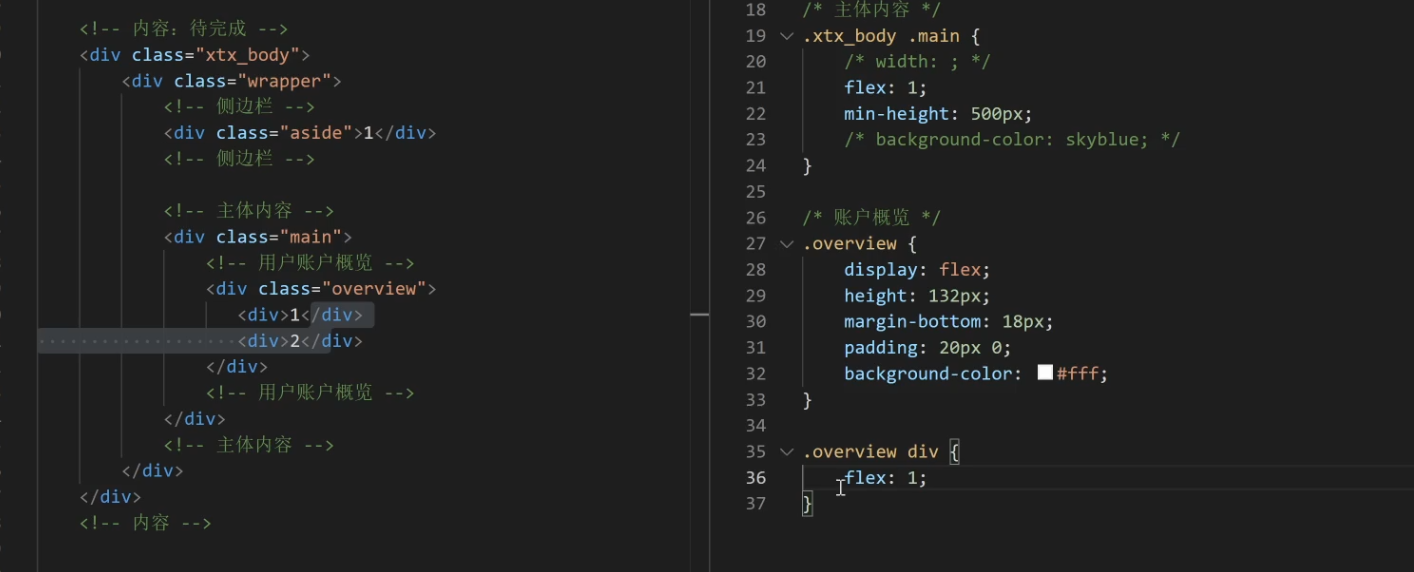 <!-- 内容：待完成 -->
<div class="xtx_body">
<div class="wrapper">
<!-- 侧边栏 -->
<div class="aside">1</div>
<!-- 侧边栏 -->
<!-- 主体内容 -->
<div class="main">
<!-- 用户账户概览 -->
<div class="overview">
<div>1</div>
<div>2</div>
</div>
<!-- 用户账户概览 -->
</div>
<!-- 主体内容 -->
</div>
</div>
<!-- 内容 -->
18 /* 主体内容 */
19 .xtx_body .main {
20 /* width: ; */
21 flex: 1;
22 min-height: 500px;
23 /* background-color: skyblue; */
24 }
25
26 /* 账户概览 */
27 .overview {
28 display: flex;
29 height: 132px;
30 margin-bottom: 18px;
31 padding: 20px 0;
32 background-color: #fff;
33 }
34
35 .overview div {
36 flex: 1;
37 }